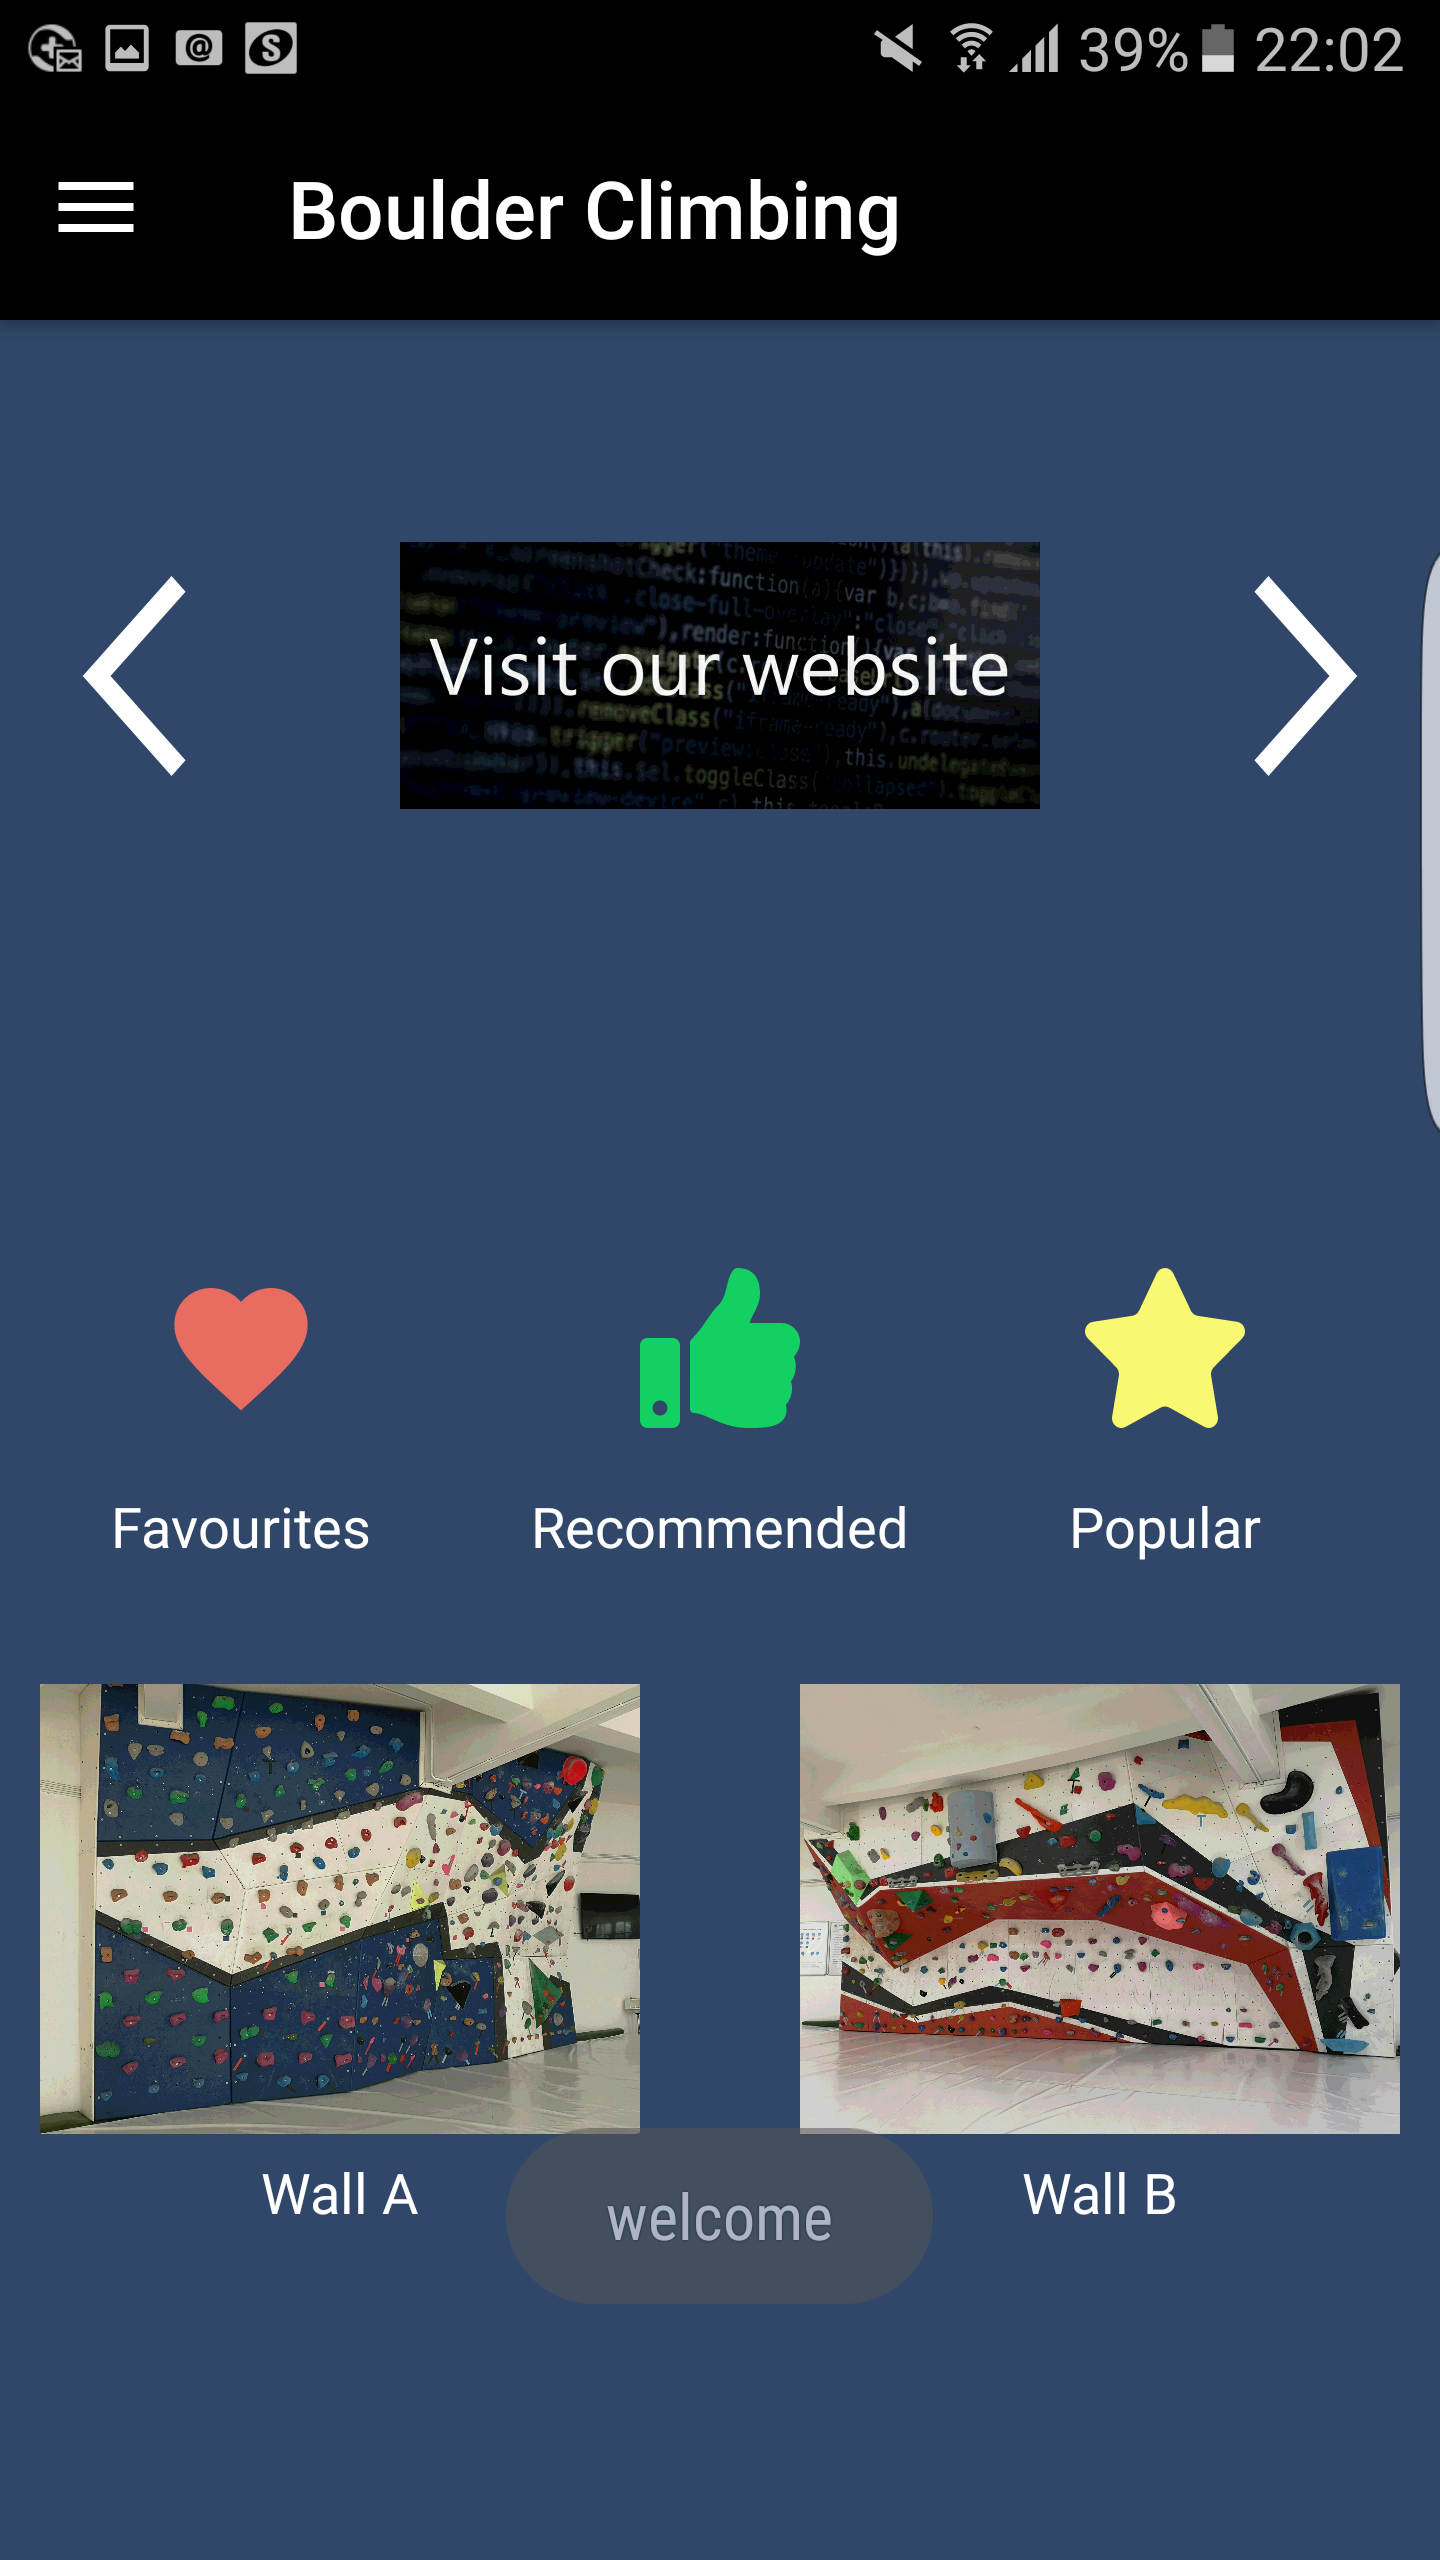 39% 22:02
Boulder Climbing
Visit our website
Favourites Recommended Popular
Wall A Wall B
welcome